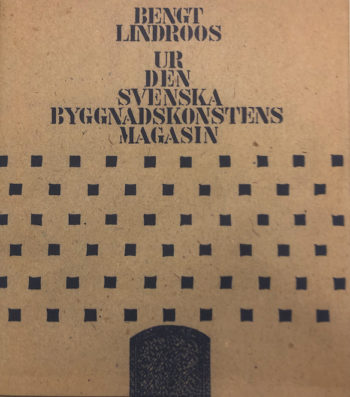 BENGT
LINDROOS
UR
DEN
SVENSKA
BYGGNADSKONSTENS
MAGASIN